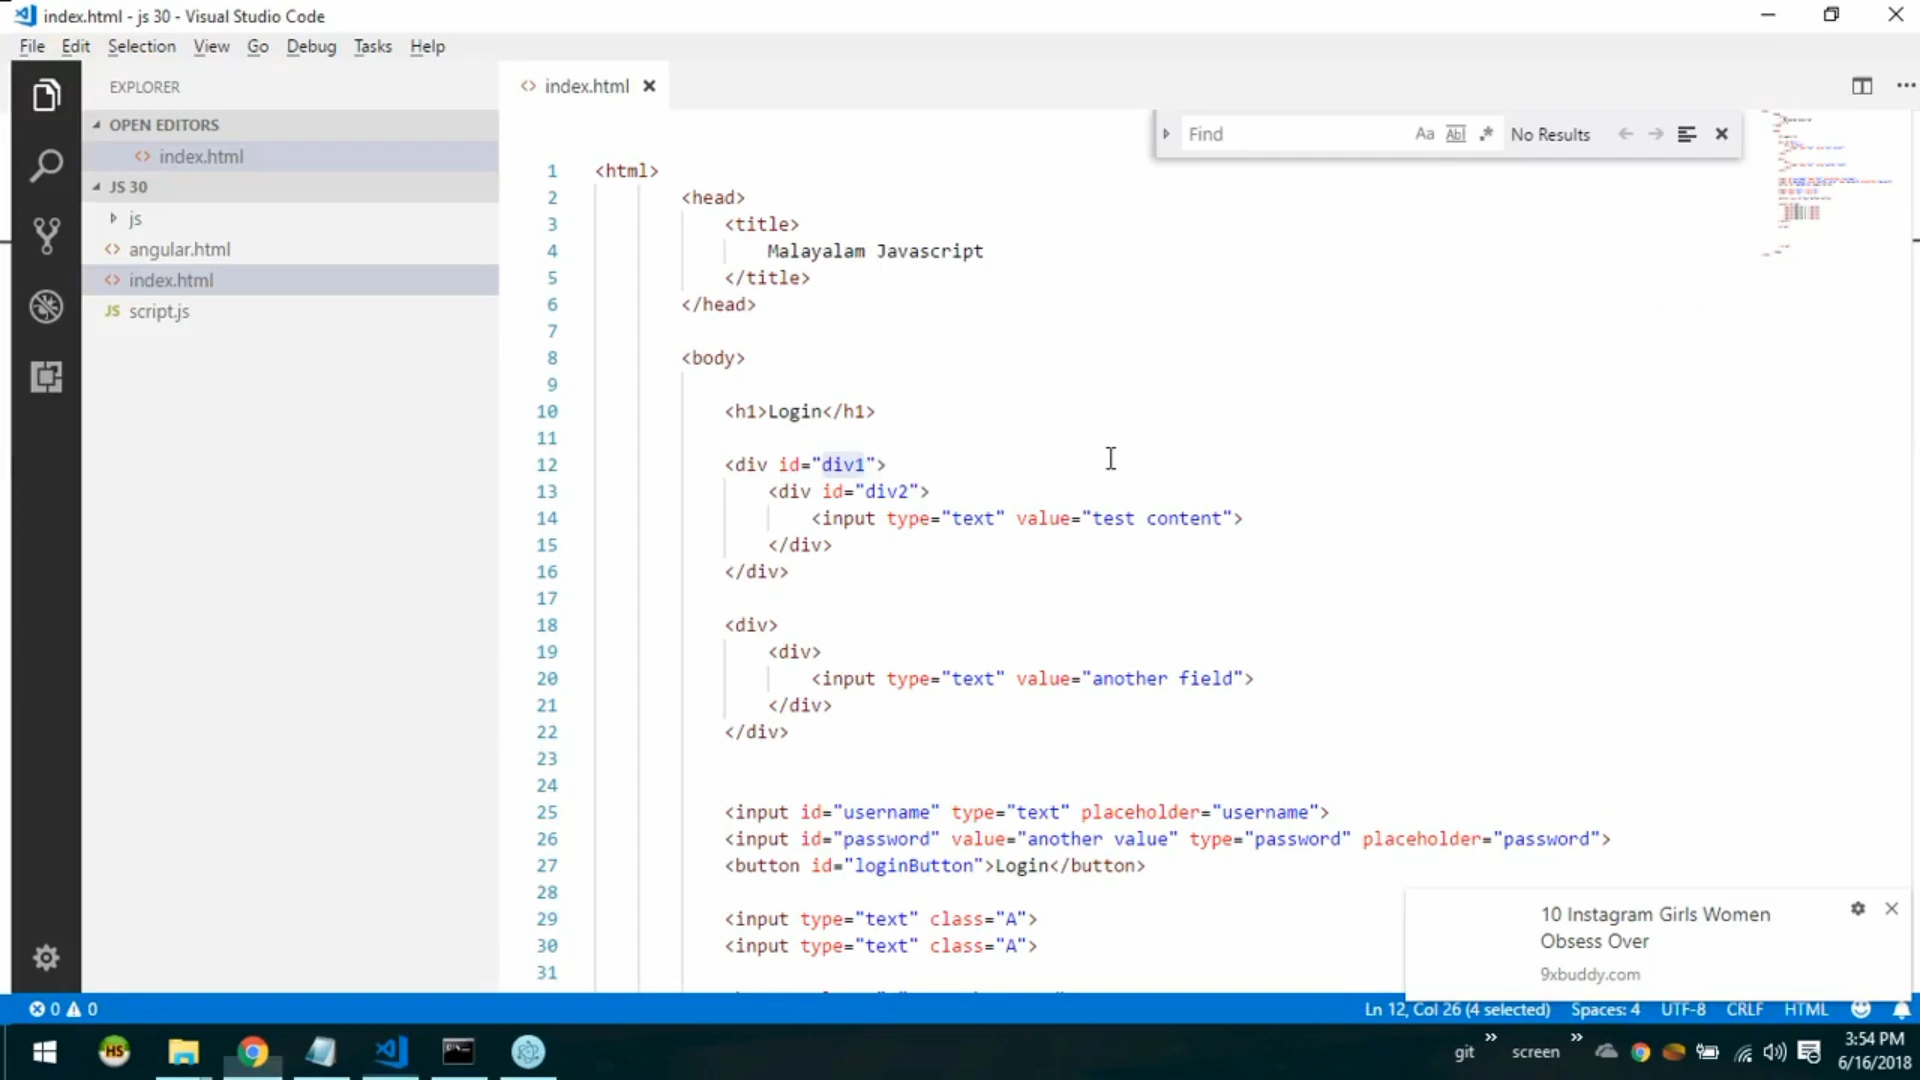 index.html - js 30 - Visual Studio Code
File Edit Selection View Go Debug Tasks Help
EXPLORER
OPEN EDITORS
index.html
JS 30
js
angular.html
index.html
JS script.js
index.html
Find Aa Abl .* No Results
1 <html>
2 <head>
3 <title>
4 Malayalam Javascript
5 </title>
6 </head>
7
8 <body>
9
10 <h1>Login</h1>
11
12 <div id="div1">
13 <div id="div2">
14 <input type="text" value="test content">
15 </div>
16 </div>
17
18 <div>
19 <div>
20 <input type="text" value="another field">
21 </div>
22 </div>
23
24
25 <input id="username" type="text" placeholder="username">
26 <input id="password" value="another value" type="password" placeholder="password">
27 <button id="loginButton">Login</button>
28
29 <input type="text" class="A">
30 <input type="text" class="A">
31
10 Instagram Girls Women
Obsess Over
9xbuddy.com
0 0 Ln 12, Col 26 (4 selected) Spaces: 4 UTF-8 CRLF HTML
HS
git screen
3:54 PM
6/16/2018